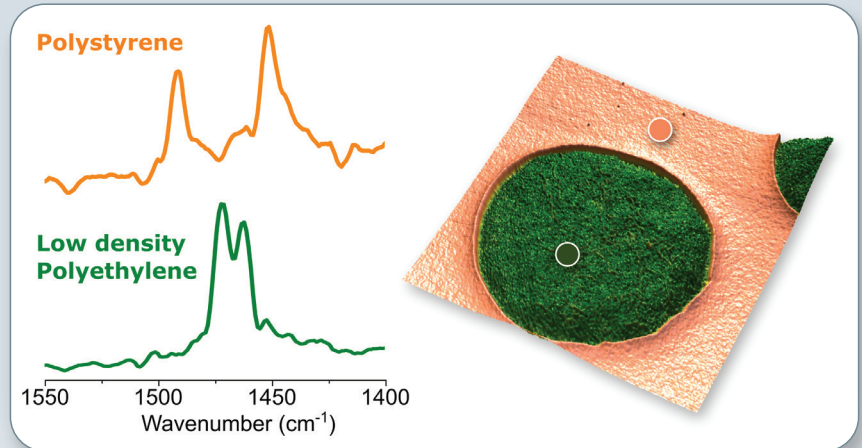 Polystyrene
Low density
Polyethylene
1550
1500
1450
1400
Wavenumber (cm⁻¹)